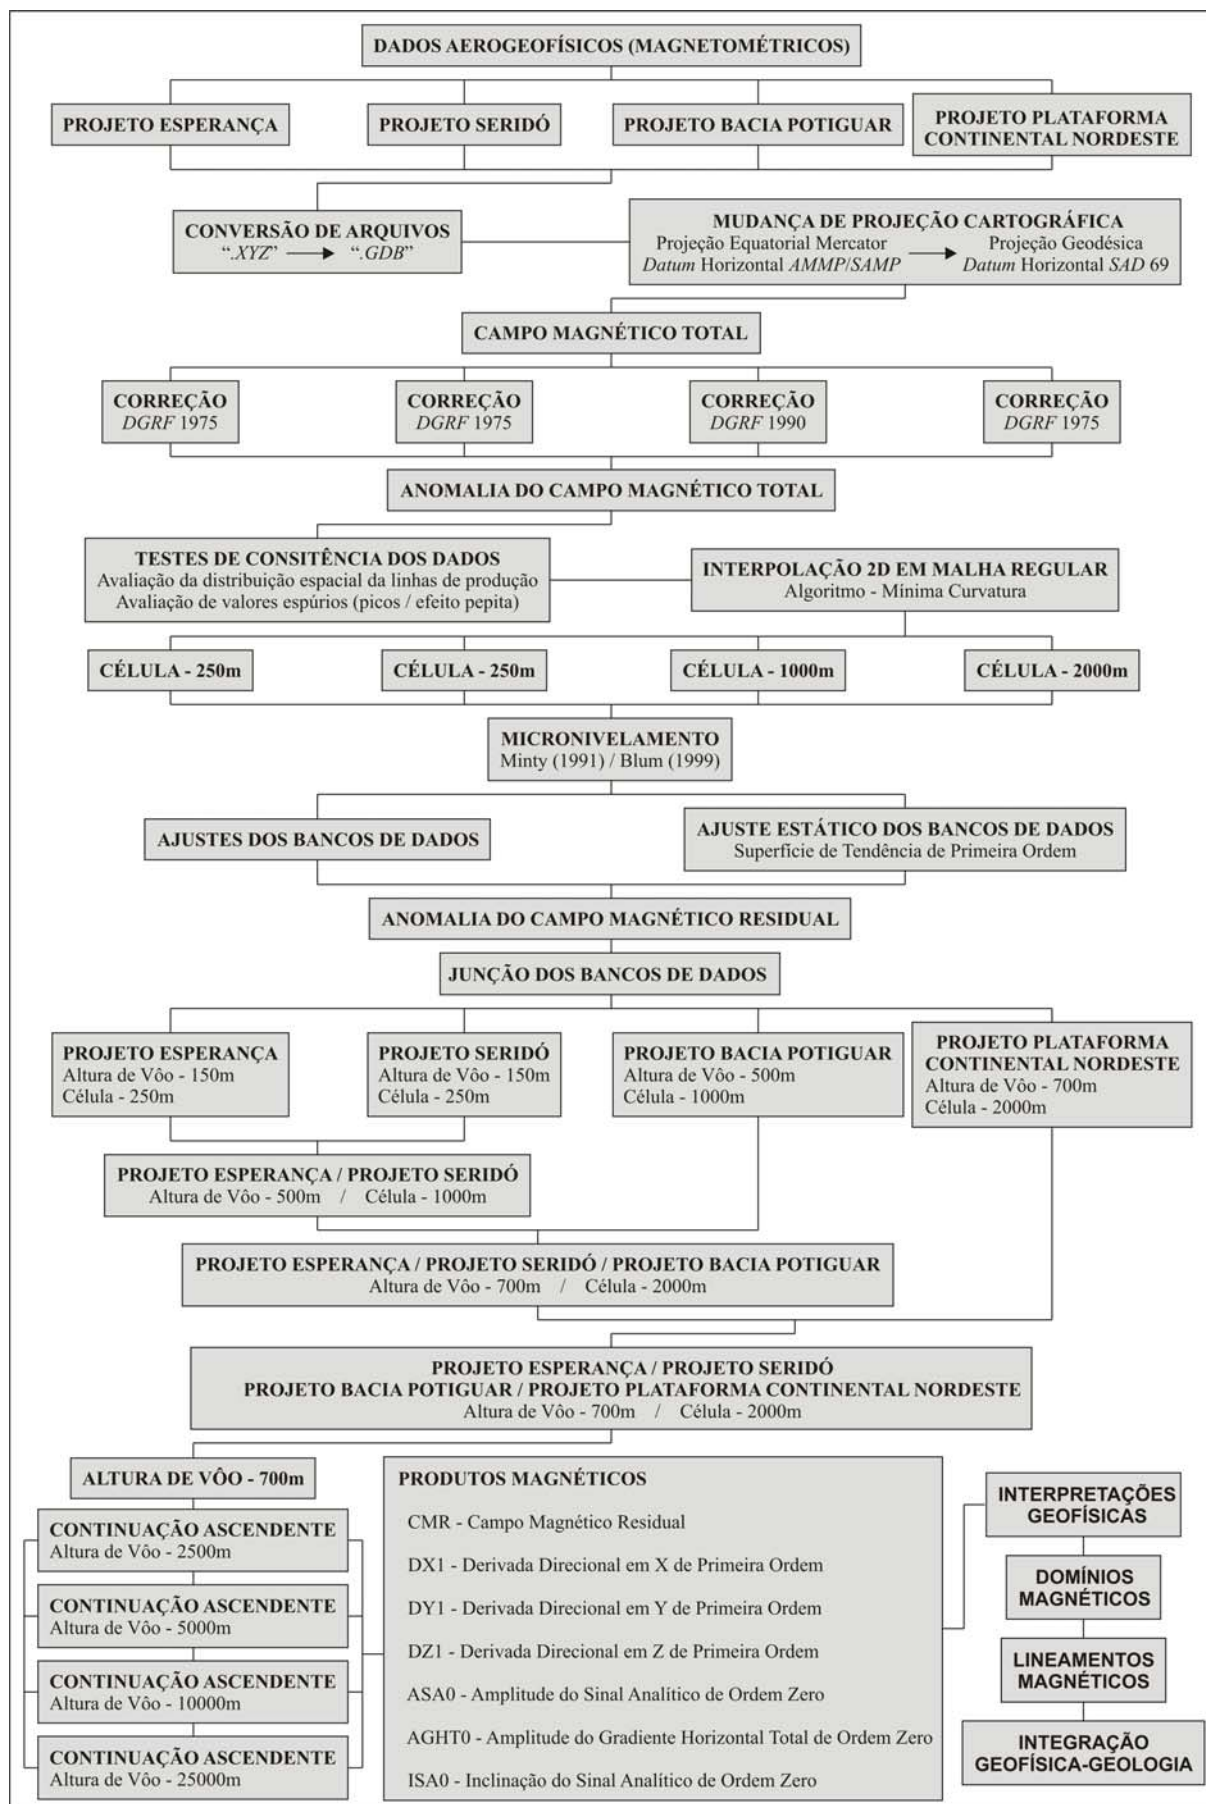 DADOS AEROGEOFÍSICOS (MAGNETOMÉTRICOS)
PROJETO ESPERANÇA
PROJETO SERIDÓ
PROJETO BACIA POTIGUAR
PROJETO PLATAFORMA
CONTINENTAL NORDESTE
CONVERSÃO DE ARQUIVOS
“.XYZ” → “.GDB”
MUDANÇA DE PROJEÇÃO CARTOGRÁFICA
Projeção Equatorial Mercator → Projeção Geodésica
Datum Horizontal AMMP/SAMP Datum Horizontal SAD 69
CAMPO MAGNÉTICO TOTAL
CORREÇÃO
DGRF 1975
CORREÇÃO
DGRF 1975
CORREÇÃO
DGRF 1990
CORREÇÃO
DGRF 1975
ANOMALIA DO CAMPO MAGNÉTICO TOTAL
TESTES DE CONSITÊNCIA DOS DADOS
Avaliação da distribuição espacial da linhas de produção
Avaliação de valores espúrios (picos / efeito pepita)
INTERPOLAÇÃO 2D EM MALHA REGULAR
Algoritmo - Mínima Curvatura
CÉLULA - 250m
CÉLULA - 250m
CÉLULA - 1000m
CÉLULA - 2000m
MICRONIVELAMENTO
Minty (1991) / Blum (1999)
AJUSTES DOS BANCOS DE DADOS
AJUSTE ESTÁTICO DOS BANCOS DE DADOS
Superfície de Tendência de Primeira Ordem
ANOMALIA DO CAMPO MAGNÉTICO RESIDUAL
JUNÇÃO DOS BANCOS DE DADOS
PROJETO ESPERANÇA
Altura de Vôo - 150m
Célula - 250m
PROJETO SERIDÓ
Altura de Vôo - 150m
Célula - 250m
PROJETO BACIA POTIGUAR
Altura de Vôo - 500m
Célula - 1000m
PROJETO PLATAFORMA
CONTINENTAL NORDESTE
Altura de Vôo - 700m
Célula - 2000m
PROJETO ESPERANÇA / PROJETO SERIDÓ
Altura de Vôo - 500m / Célula - 1000m
PROJETO ESPERANÇA / PROJETO SERIDÓ / PROJETO BACIA POTIGUAR
Altura de Vôo - 700m / Célula - 2000m
PROJETO ESPERANÇA / PROJETO SERIDÓ
PROJETO BACIA POTIGUAR / PROJETO PLATAFORMA CONTINENTAL NORDESTE
Altura de Vôo - 700m / Célula - 2000m
ALTURA DE VÔO - 700m
CONTINUAÇÃO ASCENDENTE
Altura de Vôo - 2500m
CONTINUAÇÃO ASCENDENTE
Altura de Vôo - 5000m
CONTINUAÇÃO ASCENDENTE
Altura de Vôo - 10000m
CONTINUAÇÃO ASCENDENTE
Altura de Vôo - 25000m
PRODUTOS MAGNÉTICOS
CMR - Campo Magnético Residual
DX1 - Derivada Direcional em X de Primeira Ordem
DY1 - Derivada Direcional em Y de Primeira Ordem
DZ1 - Derivada Direcional em Z de Primeira Ordem
ASA0 - Amplitude do Sinal Analítico de Ordem Zero
AGHT0 - Amplitude do Gradiente Horizontal Total de Ordem Zero
ISA0 - Inclinação do Sinal Analítico de Ordem Zero
INTERPRETAÇÕES
GEOFÍSICAS
DOMÍNIOS
MAGNÉTICOS
LINEAMENTOS
MAGNÉTICOS
INTEGRAÇÃO
GEOFÍSICA-GEOLOGIA